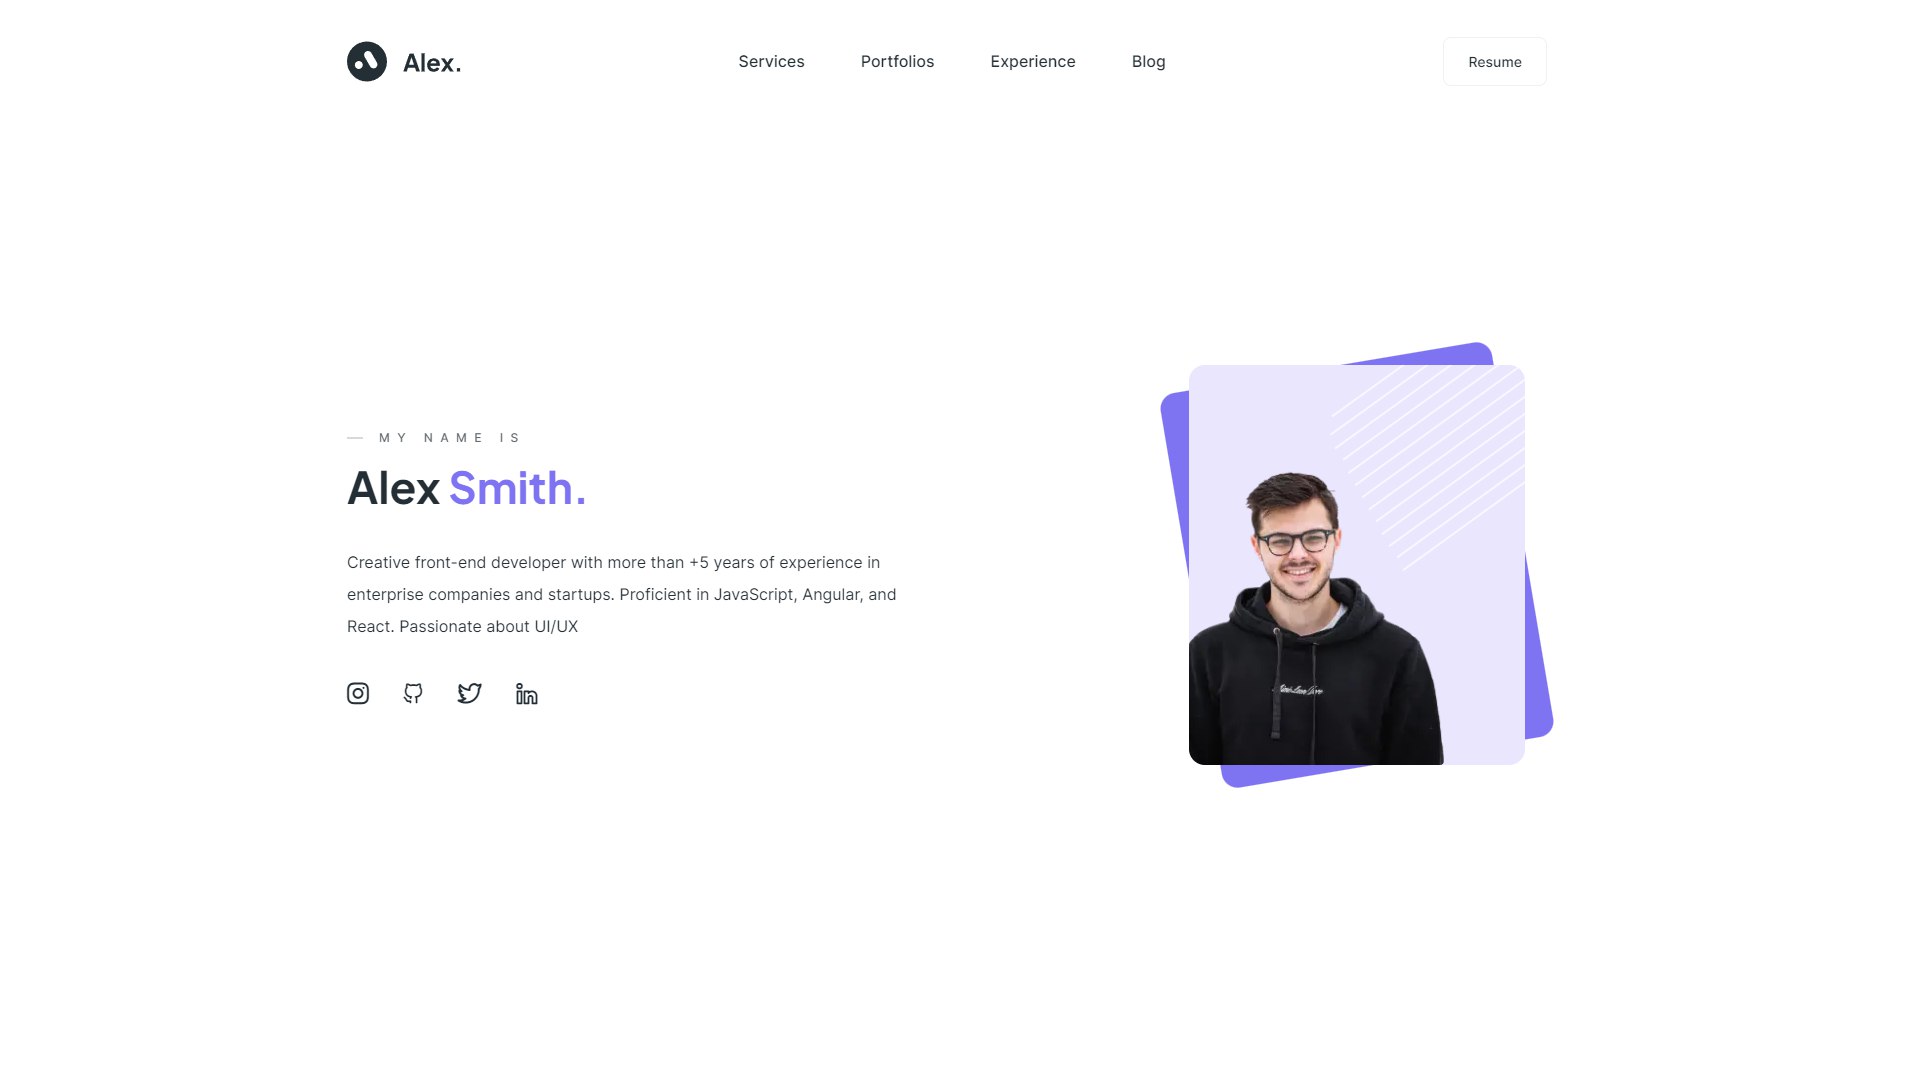 Alex.
Services
Portfolios
Experience
Blog
Resume
MY NAME IS
Alex Smith.
Creative front-end developer with more than +5 years of experience in
enterprise companies and startups. Proficient in JavaScript, Angular, and
React. Passionate about UI/UX